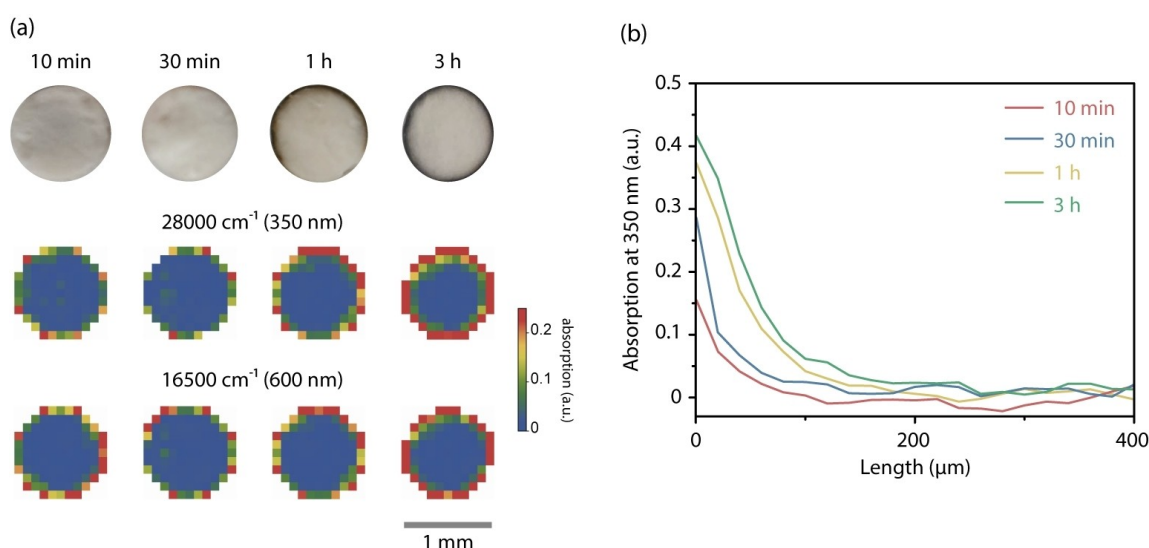 (a)
10 min
30 min
1 h
3 h
28000 cm⁻¹ (350 nm)
16500 cm⁻¹ (600 nm)
0.2
0.1
0
absorption (a.u.)
1 mm
(b)
Absorption at 350 nm (a.u.)
0.5
0.4
0.3
0.2
0.1
0
10 min
30 min
1 h
3 h
0
200
400
Length (μm)